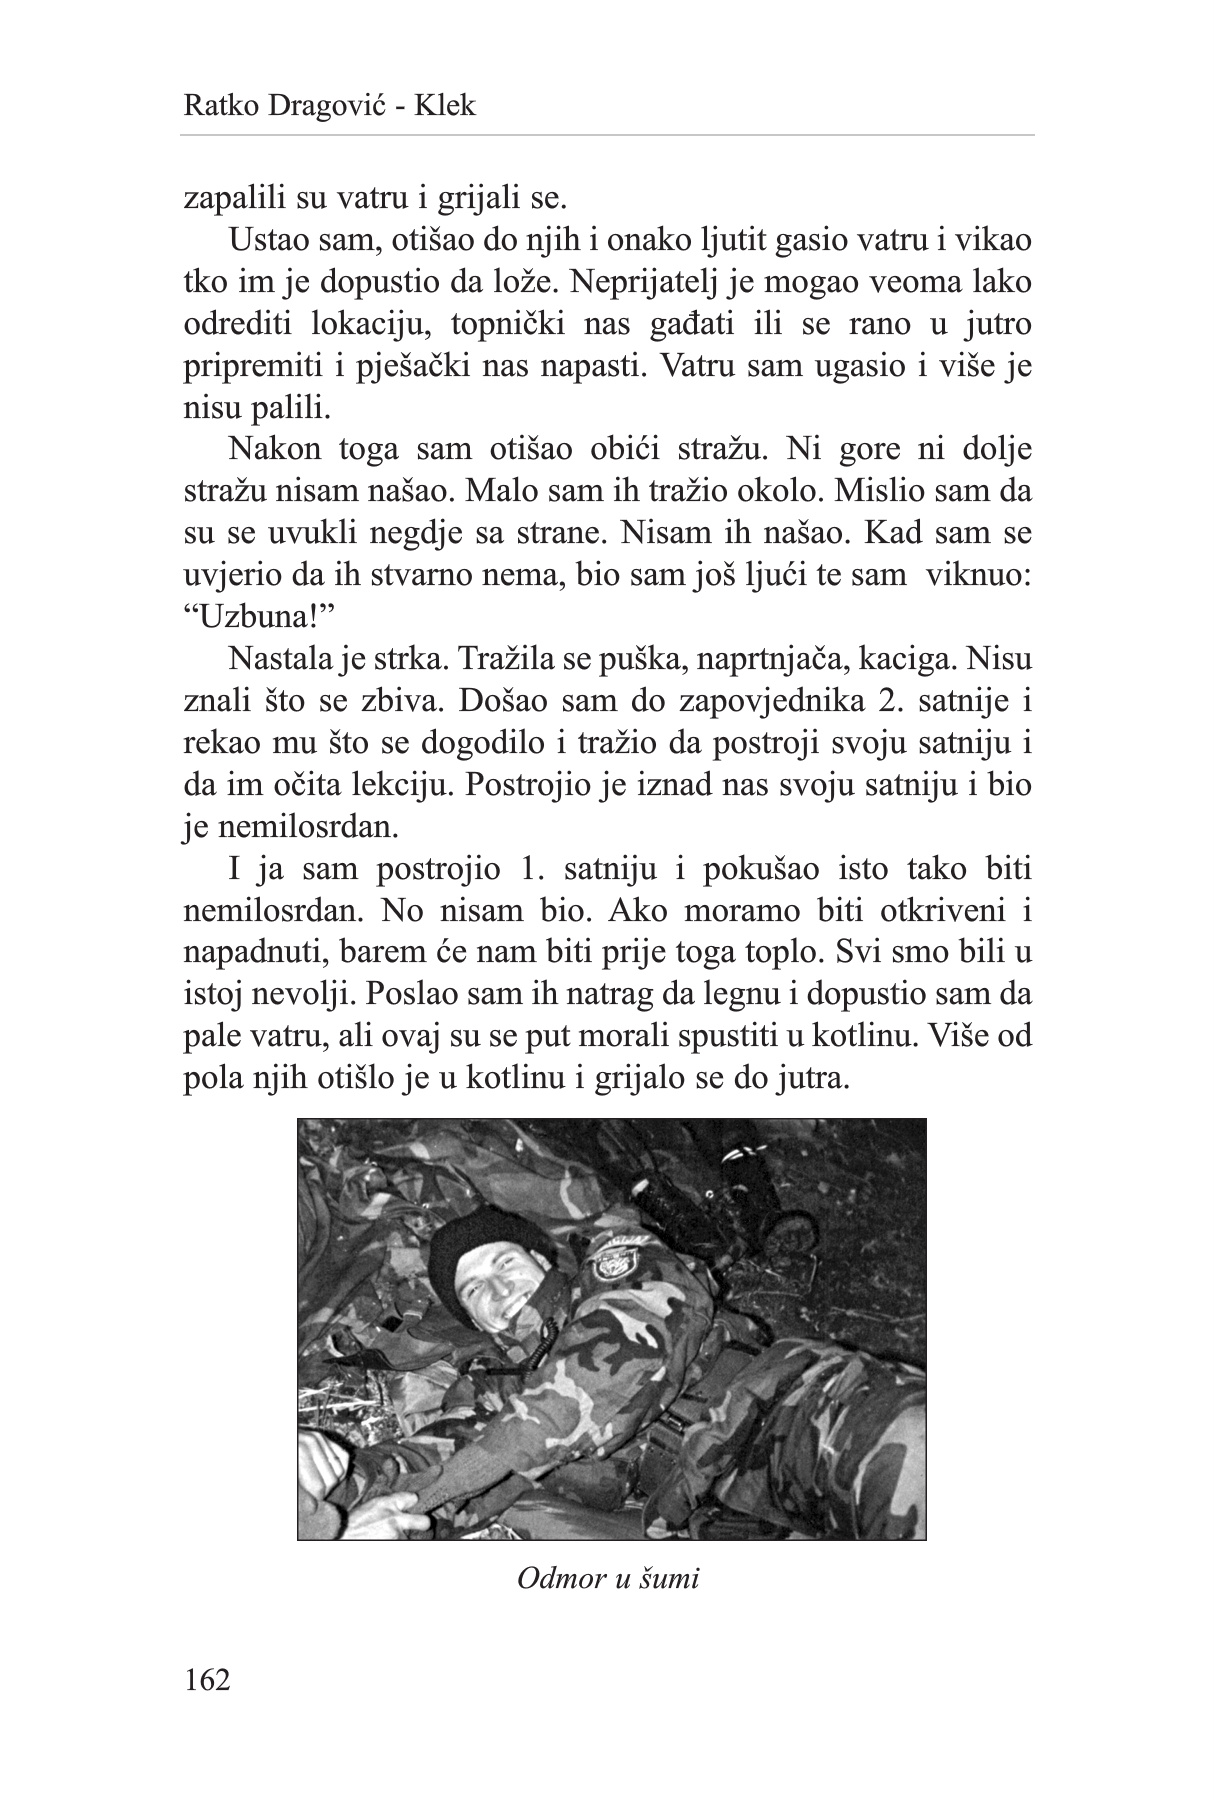 Ratko Dragović - Klek
zapalili su vatru i grijali se.
Ustao sam, otišao do njih i onako ljutit gasio vatru i vikao
tko im je dopustio da lože. Neprijatelj je mogao veoma lako
odrediti lokaciju, topnički nas gađati ili se rano u jutro
pripremiti i pješački nas napasti. Vatru sam ugasio i više je
nisu palili.
Nakon toga sam otišao obići stražu. Ni gore ni dolje
stražu nisam našao. Malo sam ih tražio okolo. Mislio sam da
su se uvukli negdje sa strane. Nisam ih našao. Kad sam se
uvjerio da ih stvarno nema, bio sam još ljući te sam  viknuo:
“Uzbuna!”
Nastala je strka. Tražila se puška, naprtnjača, kaciga. Nisu
znali što se zbiva. Došao sam do zapovjednika 2. satnije i
rekao mu što se dogodilo i tražio da postroji svoju satniju i
da im očita lekciju. Postrojio je iznad nas svoju satniju i bio
je nemilosrdan.
I ja sam postrojio 1. satniju i pokušao isto tako biti
nemilosrdan. No nisam bio. Ako moramo biti otkriveni i
napadnuti, barem će nam biti prije toga toplo. Svi smo bili u
istoj nevolji. Poslao sam ih natrag da legnu i dopustio sam da
pale vatru, ali ovaj su se put morali spustiti u kotlinu. Više od
pola njih otišlo je u kotlinu i grijalo se do jutra.
Odmor u šumi
162